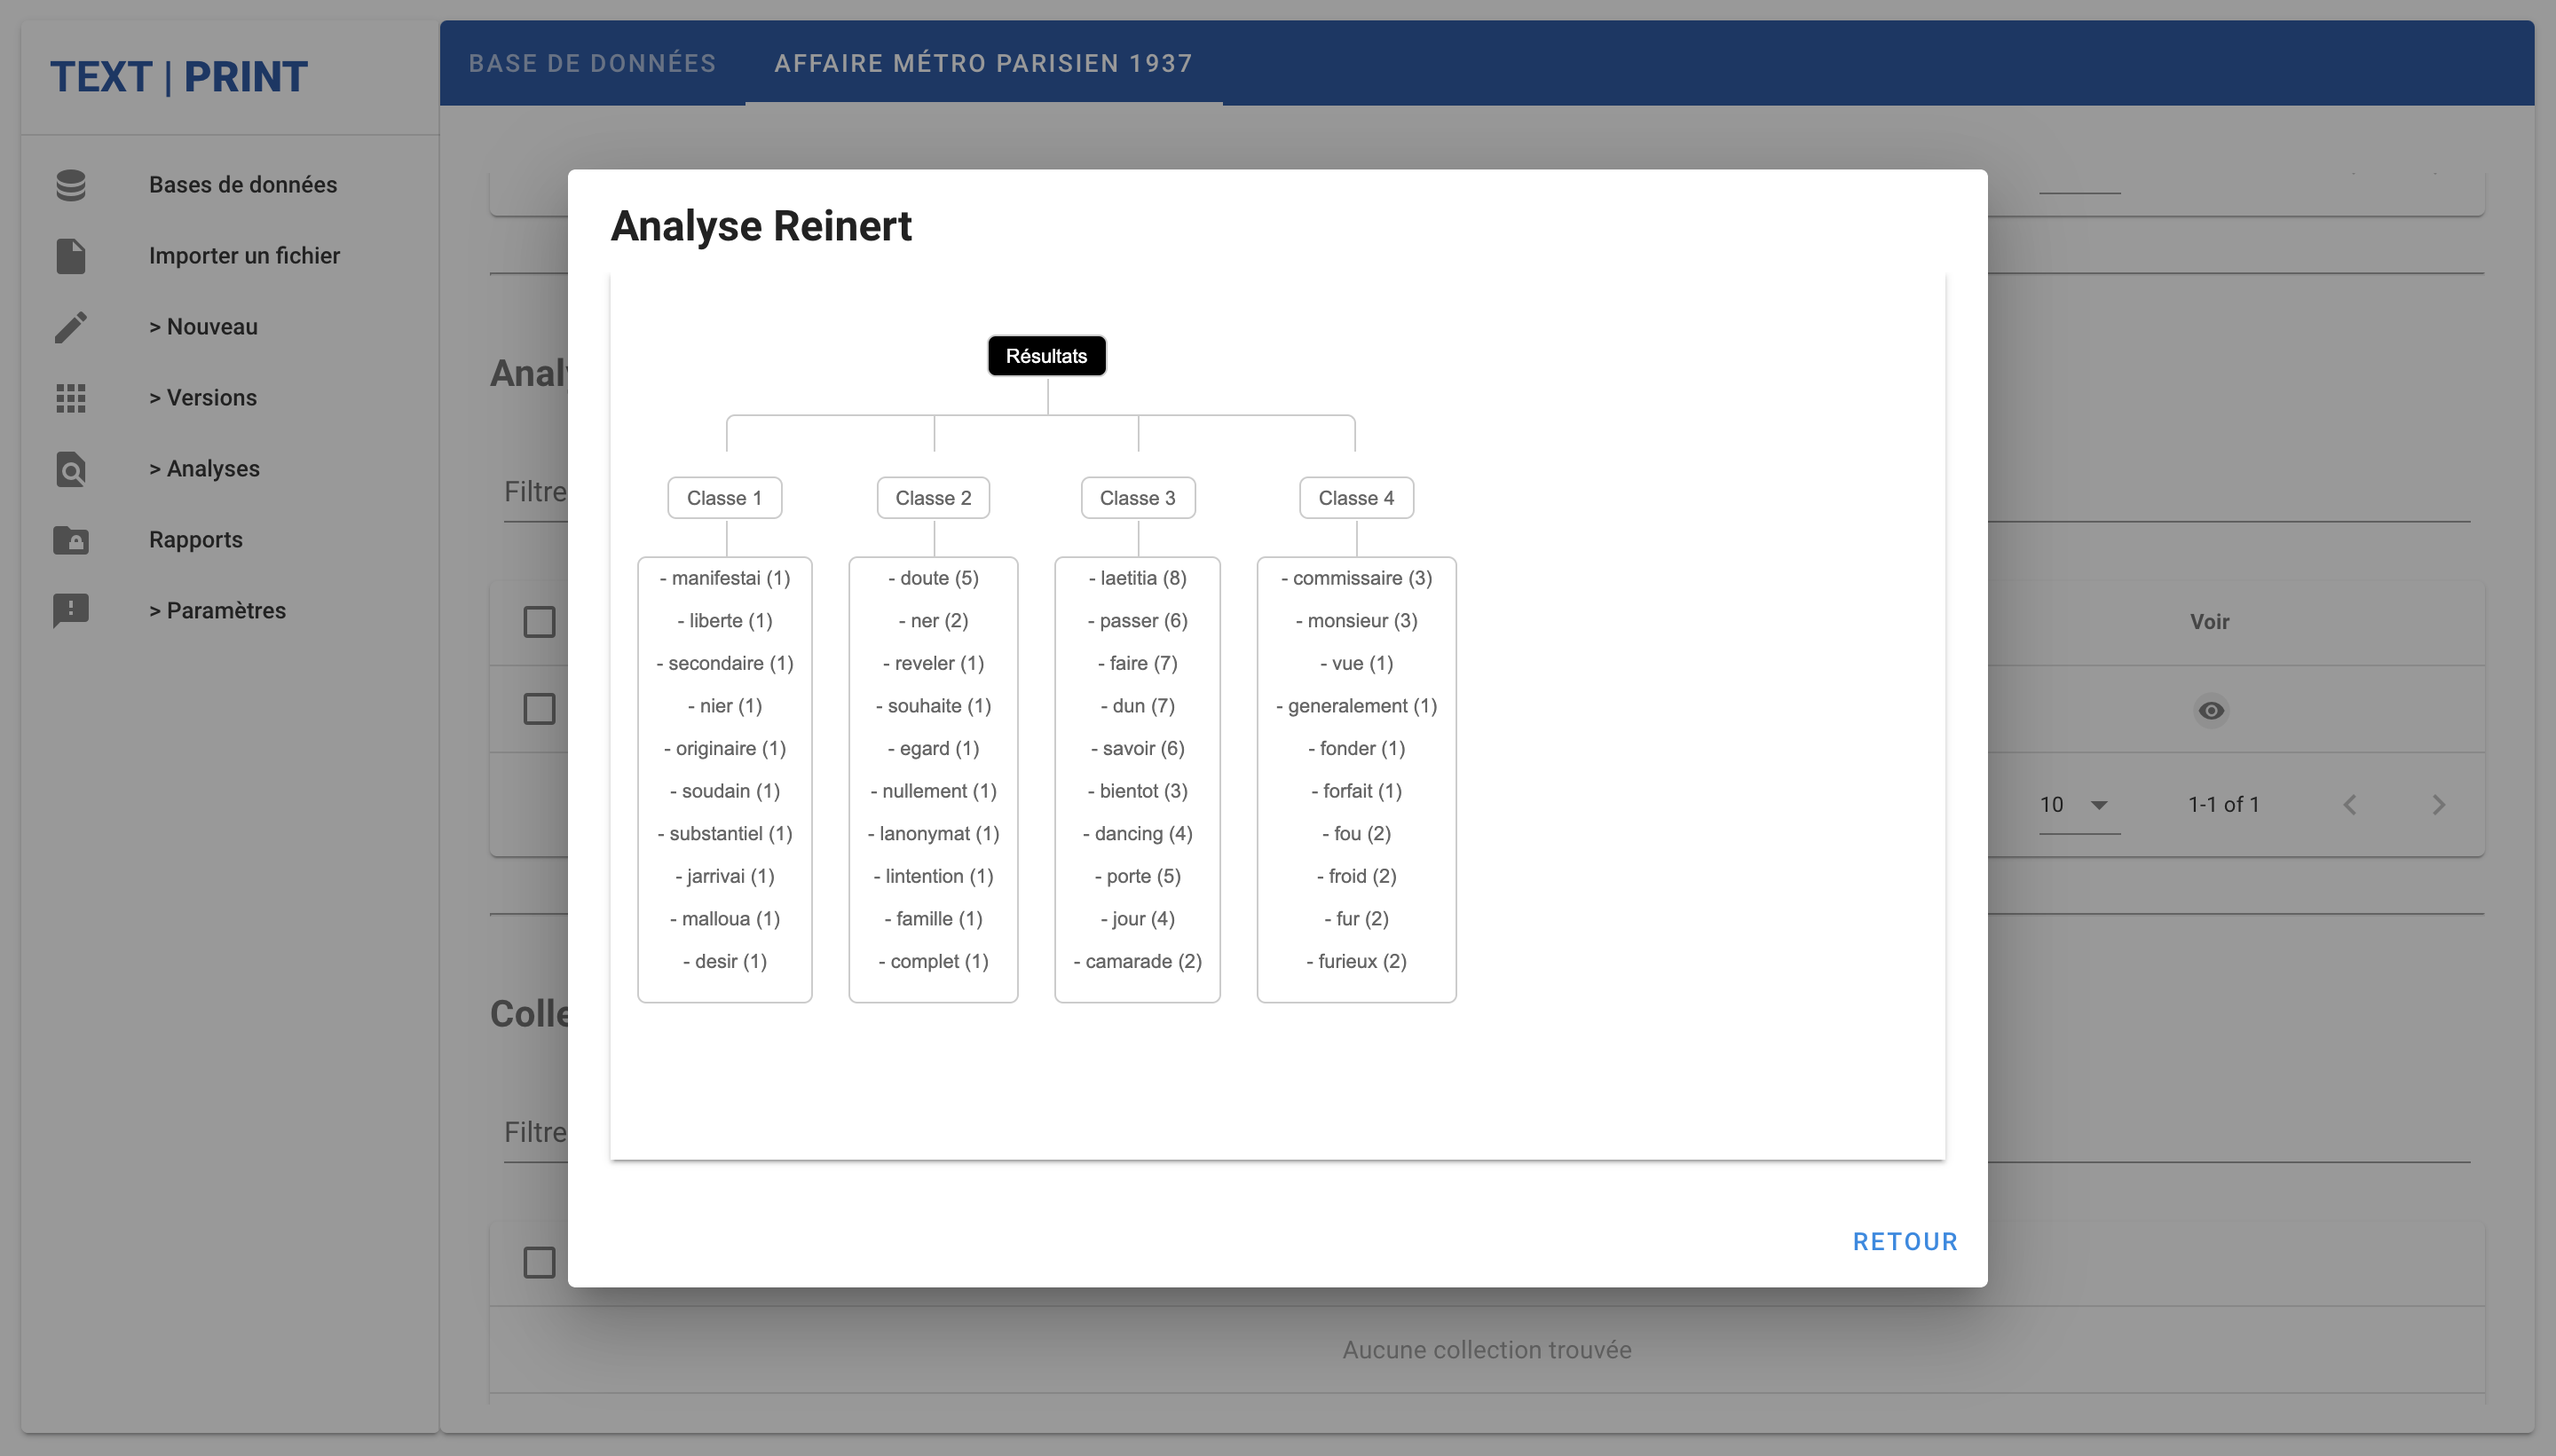 TEXT | PRINT
Bases de données
Importer un fichier
> Nouveau
> Versions
> Analyses
Rapports
> Paramètres
BASE DE DONNÉES
AFFAIRE MÉTRO PARISIEN 1937
Analyse Reinert
Résultats
Classe 1
- manifestai (1)
- liberte (1)
- secondaire (1)
- nier (1)
- originaire (1)
- soudain (1)
- substantiel (1)
- jarrivai (1)
- malloua (1)
- desir (1)
Classe 2
- doute (5)
- ner (2)
- reveler (1)
- souhaite (1)
- egard (1)
- nullement (1)
- lanonymat (1)
- lintention (1)
- famille (1)
- complet (1)
Classe 3
- laetitia (8)
- passer (6)
- faire (7)
- dun (7)
- savoir (6)
- bientot (3)
- dancing (4)
- porte (5)
- jour (4)
- camarade (2)
Classe 4
- commissaire (3)
- monsieur (3)
- vue (1)
- generalement (1)
- fonder (1)
- forfait (1)
- fou (2)
- froid (2)
- fur (2)
- furieux (2)
RETOUR
Filtre
Voir
10
1-1 of 1
Filtre
Aucune collection trouvée